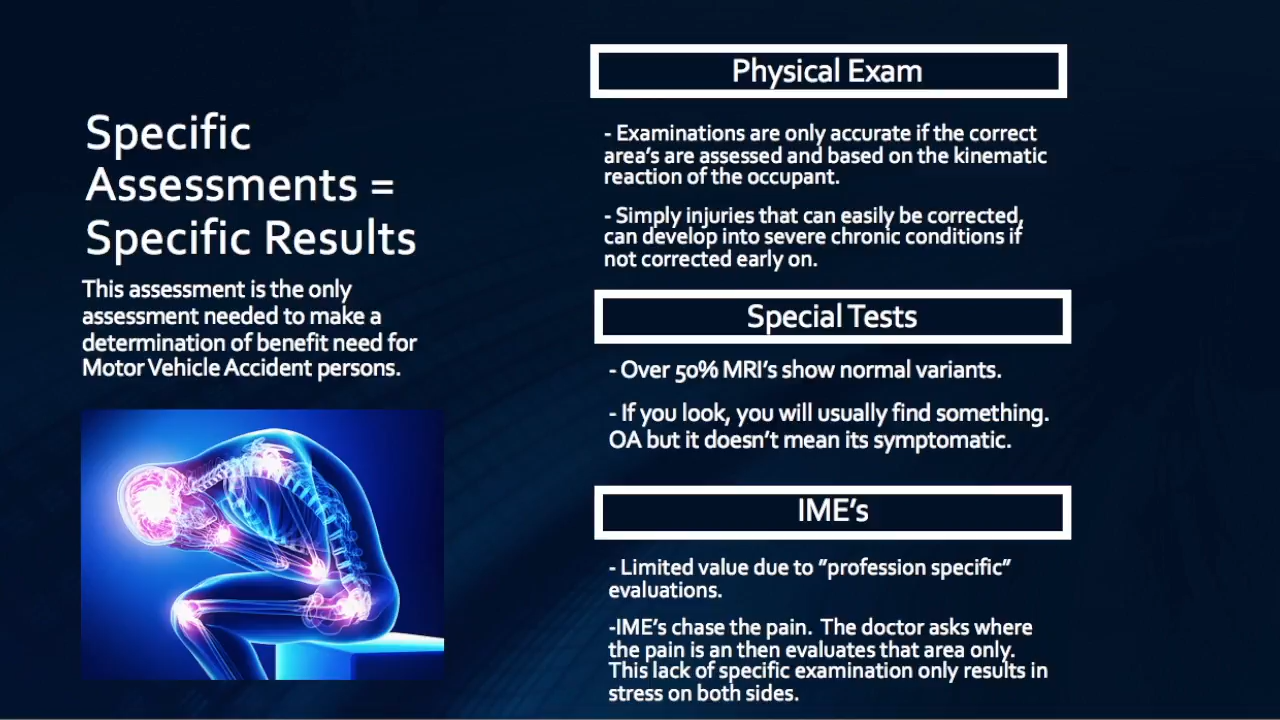 Specific
Assessments =
Specific Results
This assessment is the only
assessment needed to make a
determination of benefit need for
Motor Vehicle Accident persons.
Physical Exam
- Examinations are only accurate if the correct
area's are assessed and based on the kinematic
reaction of the occupant.
- Simply injuries that can easily be corrected,
can develop into severe chronic conditions if
not corrected early on.
Special Tests
- Over 50% MRI's show normal variants.
- If you look, you will usually find something.
OA but it doesn't mean its symptomatic.
IME's
- Limited value due to "profession specific"
evaluations.
-IME's chase the pain. The doctor asks where
the pain is an then evaluates that area only.
This lack of specific examination only results in
stress on both sides.